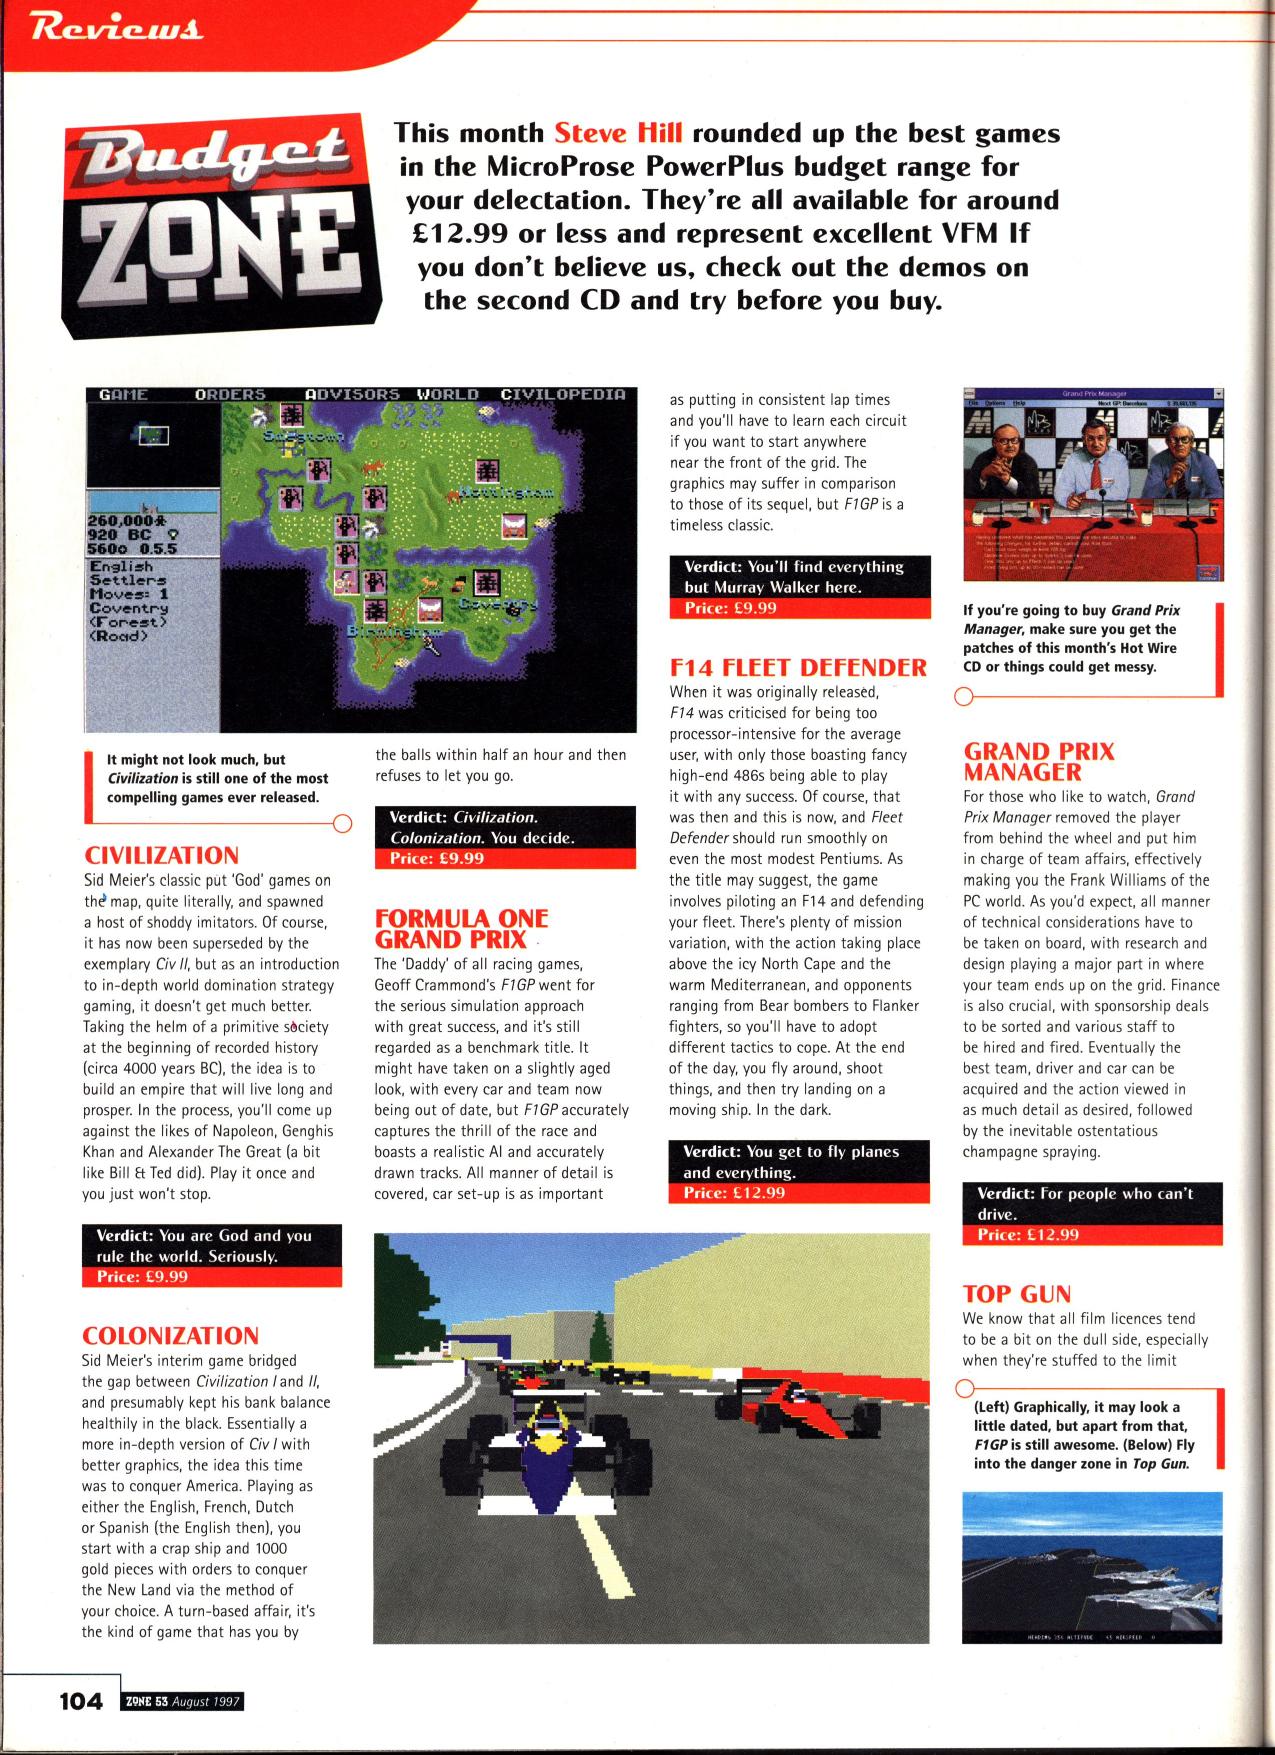 Reviews
Budget
ZONE
This month Steve Hill rounded up the best games
in the MicroProse PowerPlus budget range for
your delectation. They're all available for around
£12.99 or less and represent excellent VFM If
you don't believe us, check out the demos on
the second CD and try before you buy.
GAME ORDERS ADVISORS WORLD CIVILOPEDIA
Nottingham
Coventry
Birmingham
260,000
920 BC
560 0.5.5
English
Settlers
Moves: 1
Coventry
(Forest)
(Road)
It might not look much, but
Civilization is still one of the most
compelling games ever released.
CIVILIZATION
Sid Meier's classic put 'God' games on
the map, quite literally, and spawned
a host of shoddy imitators. Of course,
it has now been superseded by the
exemplary Civ II, but as an introduction
to in-depth world domination strategy
gaming, it doesn't get much better.
Taking the helm of a primitive society
at the beginning of recorded history
(circa 4000 years BC), the idea is to
build an empire that will live long and
prosper. In the process, you'll come up
against the likes of Napoleon, Genghis
Khan and Alexander The Great (a bit
like Bill & Ted did). Play it once and
you just won't stop.
Verdict: You are God and you
rule the world. Seriously.
Price: £9.99
COLONIZATION
Sid Meier's interim game bridged
the gap between Civilization I and II,
and presumably kept his bank balance
healthily in the black. Essentially a
more in-depth version of Civ I with
better graphics, the idea this time
was to conquer America. Playing as
either the English, French, Dutch
or Spanish (the English then), you
start with a crap ship and 1000
gold pieces with orders to conquer
the New Land via the method of
your choice. A turn-based affair, it's
the kind of game that has you by
the balls within half an hour and then
refuses to let you go.
Verdict: Civilization.
Colonization. You decide.
Price: £9.99
FORMULA ONE
GRAND PRIX
The 'Daddy' of all racing games,
Geoff Crammond's F1GP went for
the serious simulation approach
with great success, and it's still
regarded as a benchmark title. It
might have taken on a slightly aged
look, with every car and team now
being out of date, but F1GP accurately
captures the thrill of the race and
boasts a realistic AI and accurately
drawn tracks. All manner of detail is
covered, car set-up is as important
as putting in consistent lap times
and you'll have to learn each circuit
if you want to start anywhere
near the front of the grid. The
graphics may suffer in comparison
to those of its sequel, but F1GP is a
timeless classic.
Verdict: You'll find everything
but Murray Walker here.
Price: £9.99
F14 FLEET DEFENDER
When it was originally released,
F14 was criticised for being too
processor-intensive for the average
user, with only those boasting fancy
high-end 486s being able to play
it with any success. Of course, that
was then and this is now, and Fleet
Defender should run smoothly on
even the most modest Pentiums. As
the title may suggest, the game
involves piloting an F14 and defending
your fleet. There's plenty of mission
variation, with the action taking place
above the icy North Cape and the
warm Mediterranean, and opponents
ranging from Bear bombers to Flanker
fighters, so you'll have to adopt
different tactics to cope. At the end
of the day, you fly around, shoot
things, and then try landing on a
moving ship. In the dark.
Verdict: You get to fly planes
and everything.
Price: £12.99
Grand Prix Manager
File Options Help Next GP: Barcelona
If you're going to buy Grand Prix
Manager, make sure you get the
patches of this month's Hot Wire
CD or things could get messy.
GRAND PRIX
MANAGER
For those who like to watch, Grand
Prix Manager removed the player
from behind the wheel and put him
in charge of team affairs, effectively
making you the Frank Williams of the
PC world. As you'd expect, all manner
of technical considerations have to
be taken on board, with research and
design playing a major part in where
your team ends up on the grid. Finance
is also crucial, with sponsorship deals
to be sorted and various staff to
be hired and fired. Eventually the
best team, driver and car can be
acquired and the action viewed in
as much detail as desired, followed
by the inevitable ostentatious
champagne spraying.
Verdict: For people who can't
drive.
Price: £12.99
TOP GUN
We know that all film licences tend
to be a bit on the dull side, especially
when they're stuffed to the limit
(Left) Graphically, it may look a
little dated, but apart from that,
F1GP is still awesome. (Below) Fly
into the danger zone in Top Gun.
HEADING 354 ALTITUDE 45 AIRSPEED 0
104 ZONE 53 August 1997